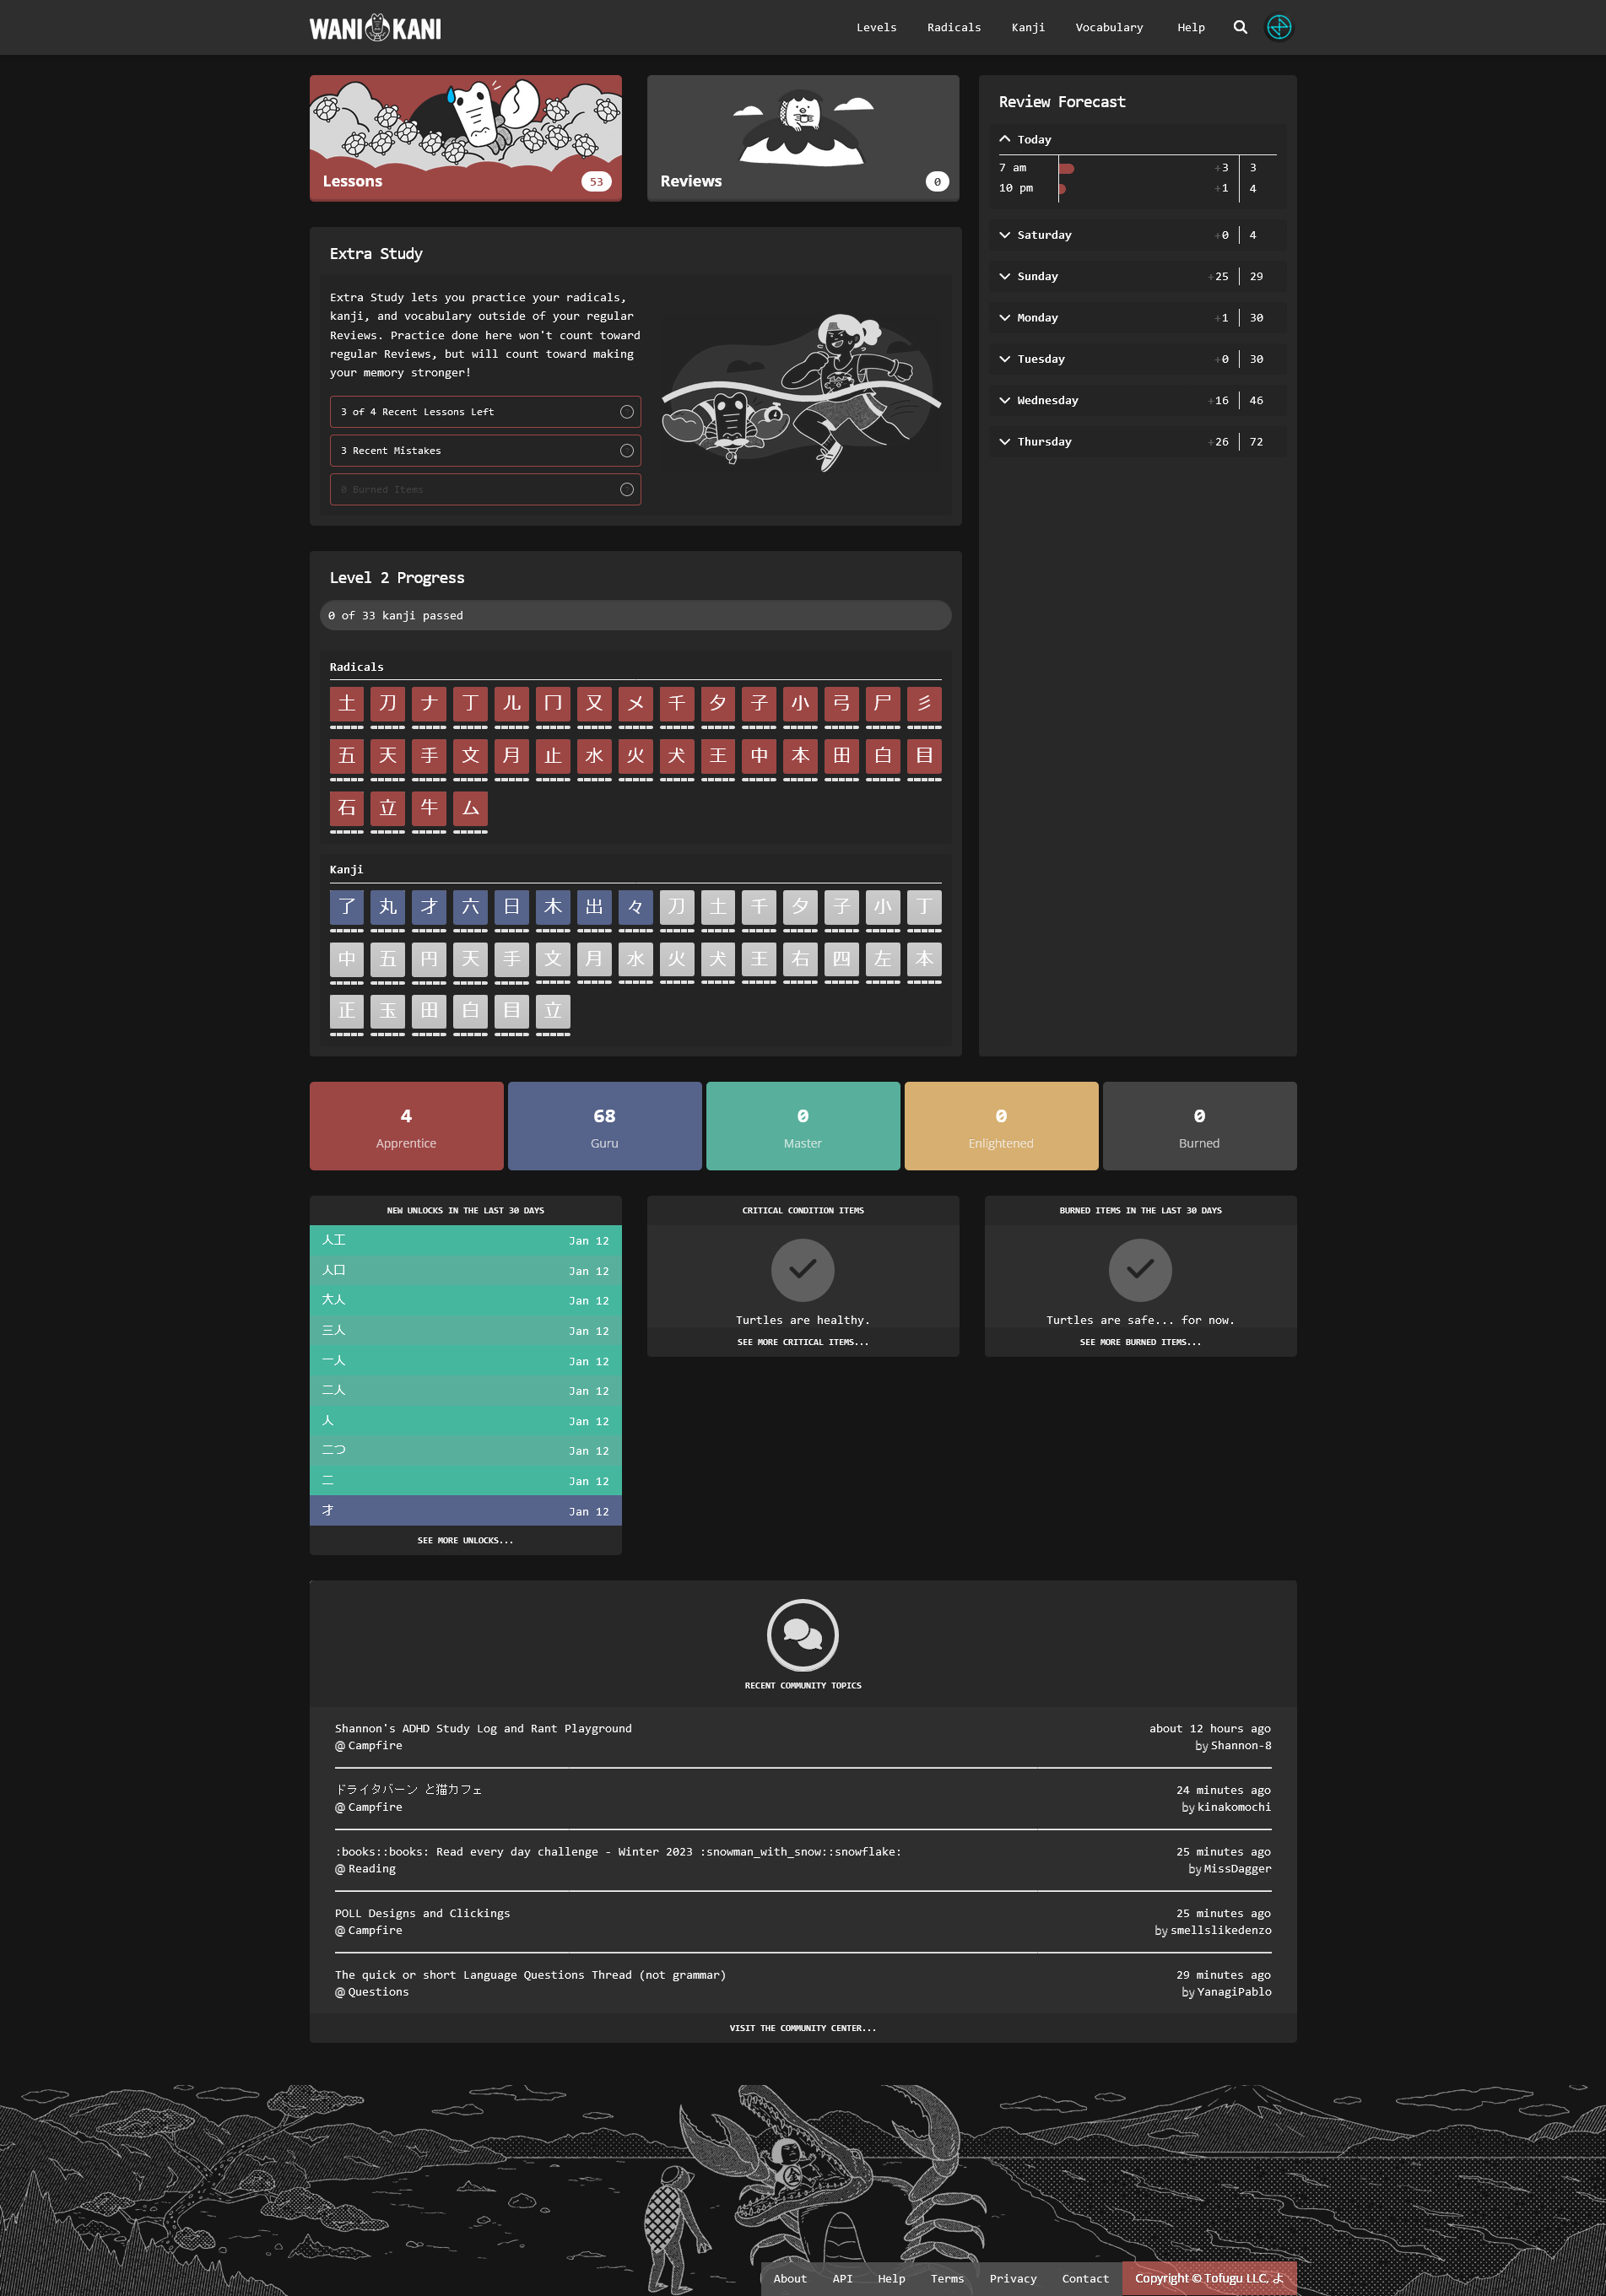 WANI KANI
Levels Radicals Kanji Vocabulary Help
Lessons 53
Reviews 0
Review Forecast
Today
7 am +3 3
10 pm +1 4
Saturday +0 4
Sunday +25 29
Monday +1 30
Tuesday +0 30
Wednesday +16 46
Thursday +26 72
Extra Study
Extra Study lets you practice your radicals,
kanji, and vocabulary outside of your regular
Reviews. Practice done here won't count toward
regular Reviews, but will count toward making
your memory stronger!
3 of 4 Recent Lessons Left
3 Recent Mistakes
0 Burned Items
Level 2 Progress
0 of 33 kanji passed
Radicals
土 刀 ナ 丁 儿 冂 又 メ 千 夕 子 小 弓 尸 彡
五 天 手 文 月 止 水 火 犬 王 中 本 田 白 目
石 立 牛 ム
Kanji
了 丸 才 六 日 木 出 々 刀 土 千 夕 子 小 丁
中 五 円 天 手 文 月 水 火 犬 王 右 四 左 本
正 玉 田 白 目 立
4 68 0 0 0
Apprentice Guru Master Enlightened Burned
NEW UNLOCKS IN THE LAST 30 DAYS
人工 Jan 12
人口 Jan 12
大人 Jan 12
三人 Jan 12
一人 Jan 12
二人 Jan 12
人 Jan 12
二つ Jan 12
二 Jan 12
才 Jan 12
SEE MORE UNLOCKS...
CRITICAL CONDITION ITEMS
Turtles are healthy.
SEE MORE CRITICAL ITEMS...
BURNED ITEMS IN THE LAST 30 DAYS
Turtles are safe... for now.
SEE MORE BURNED ITEMS...
RECENT COMMUNITY TOPICS
Shannon's ADHD Study Log and Rant Playground about 12 hours ago
@ Campfire by Shannon-8
ドライタバーン と猫カフェ 24 minutes ago
@ Campfire by kinakomochi
:books::books: Read every day challenge - Winter 2023 :snowman_with_snow::snowflake: 25 minutes ago
@ Reading by MissDagger
POLL Designs and Clickings 25 minutes ago
@ Campfire by smellslikedenzo
The quick or short Language Questions Thread (not grammar) 29 minutes ago
@ Questions by YanagiPablo
VISIT THE COMMUNITY CENTER...
About API Help Terms Privacy Contact Copyright © Tofugu LLC. よ